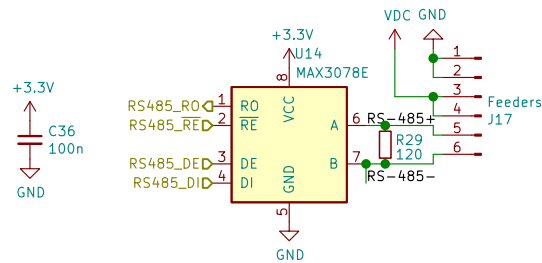 VDC GND
+3.3V
U14
MAX3078E
+3.3V
C36
100n
GND
RS485_RO 1 RO
RS485_RE 2 RE
RS485_DE 3 DE
RS485_DI 4 DI
8 VCC
GND 5
GND
A 6 RS-485+
B 7 RS-485-
R29
120
1
2
3
4
5
6
Feeders
J17